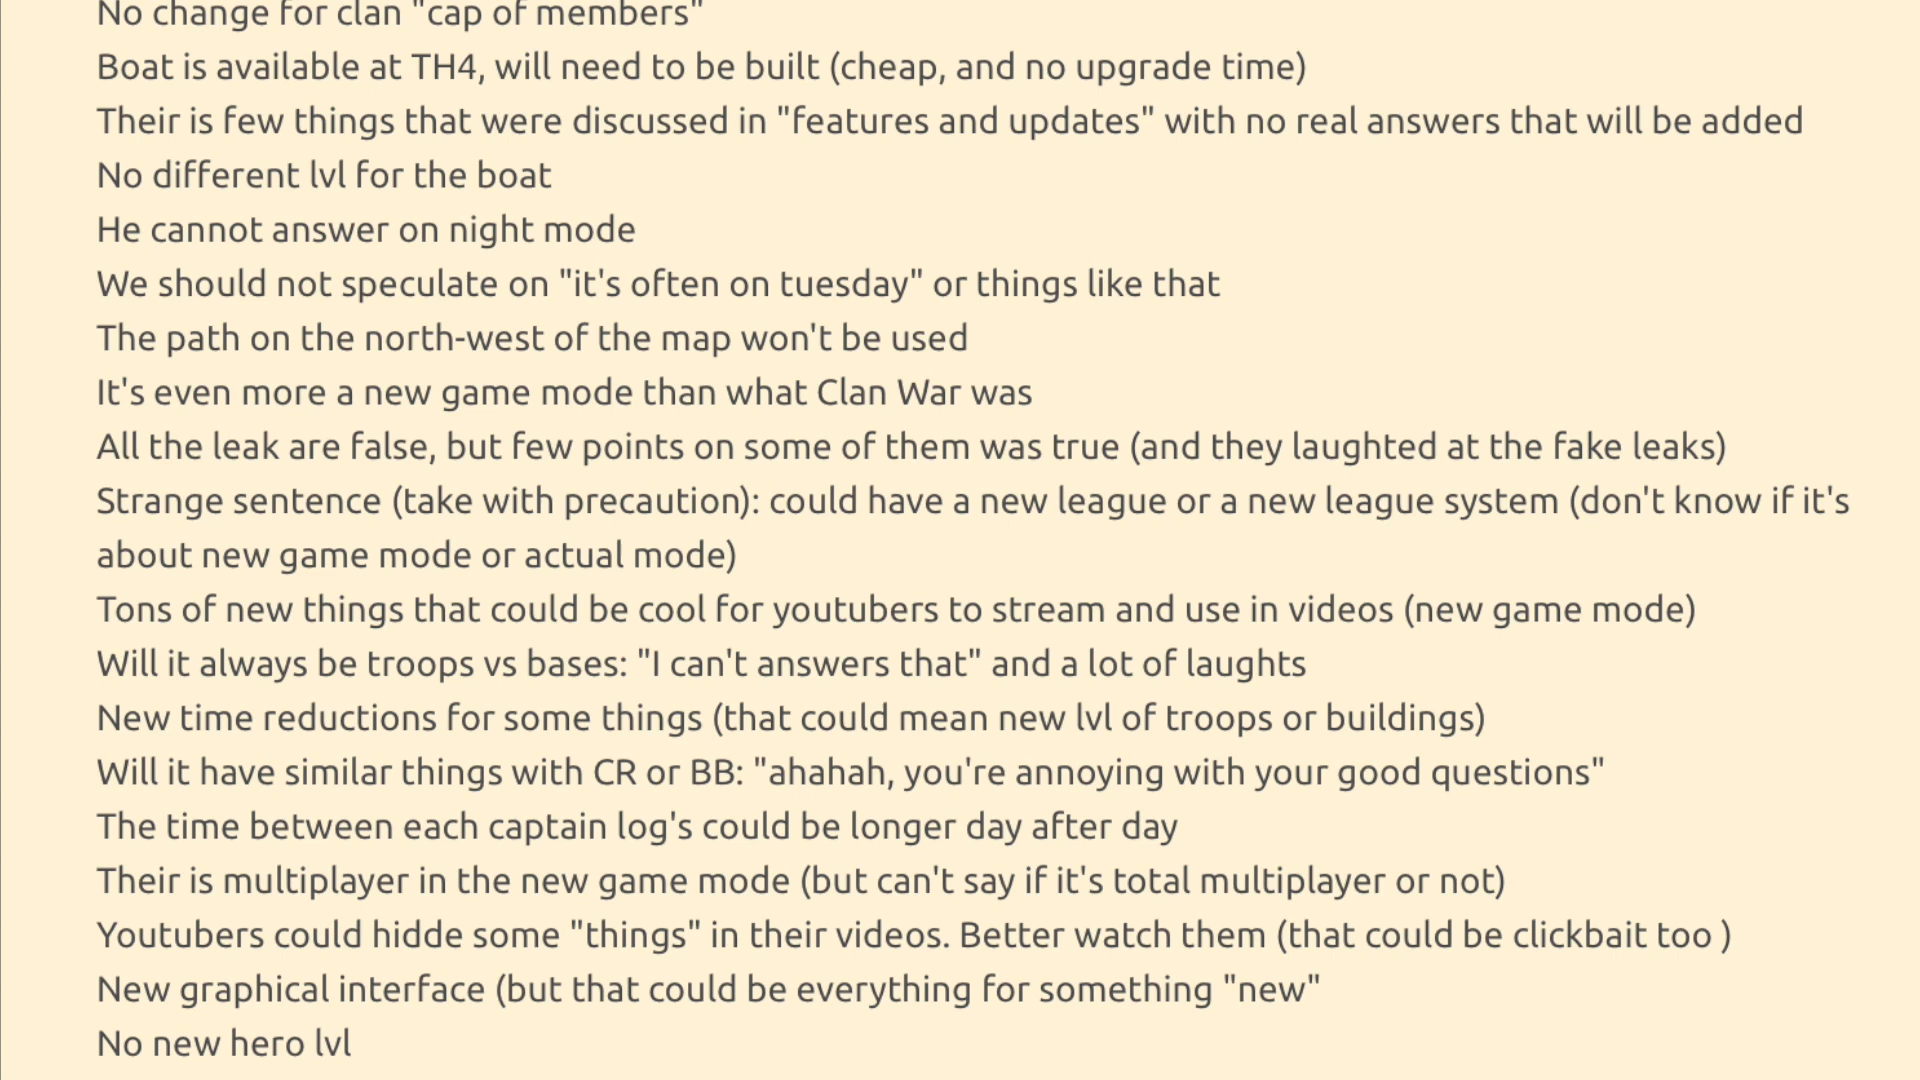 No change for clan "cap of members"
Boat is available at TH4, will need to be built (cheap, and no upgrade time)
Their is few things that were discussed in "features and updates" with no real answers that will be added
No different lvl for the boat
He cannot answer on night mode
We should not speculate on "it's often on tuesday" or things like that
The path on the north-west of the map won't be used
It's even more a new game mode than what Clan War was
All the leak are false, but few points on some of them was true (and they laughted at the fake leaks)
Strange sentence (take with precaution): could have a new league or a new league system (don't know if it's
about new game mode or actual mode)
Tons of new things that could be cool for youtubers to stream and use in videos (new game mode)
Will it always be troops vs bases: "I can't answers that" and a lot of laughts
New time reductions for some things (that could mean new lvl of troops or buildings)
Will it have similar things with CR or BB: "ahahah, you're annoying with your good questions"
The time between each captain log's could be longer day after day
Their is multiplayer in the new game mode (but can't say if it's total multiplayer or not)
Youtubers could hidde some "things" in their videos. Better watch them (that could be clickbait too )
New graphical interface (but that could be everything for something "new"
No new hero lvl